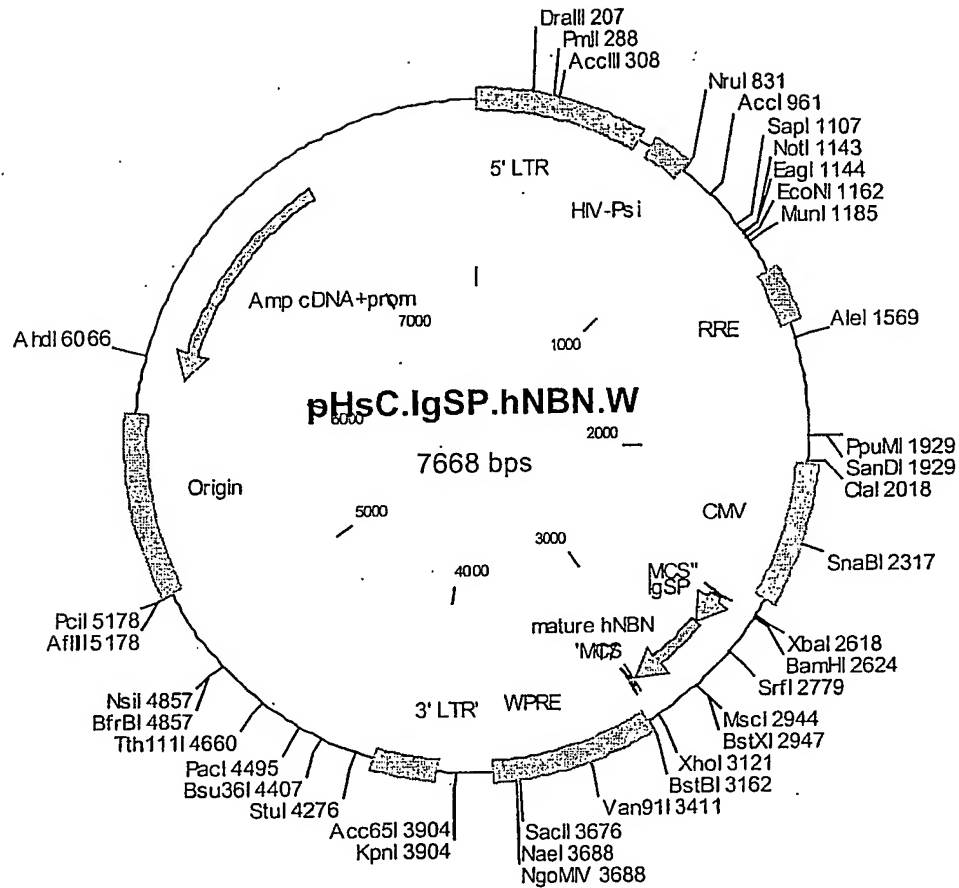 DraIII 207
PmlI 288
AccIII 308
NruI 831
AccI 961
SapI 1107
NotI 1143
EagI 1144
EcoNI 1162
MunI 1185
5' LTR
HIV-Psi
Amp cDNA+prom
7000
1000
RRE
AleI 1569
AhdI 6066
pHsC.IgSP.hNBN.W
6000
2000
7668 bps
PpuMI 1929
SanDI 1929
ClaI 2018
Origin
CMV
5000
3000
SnaBI 2317
4000
MCS"
IgSP
mature hNBN
'MCS'
PciI 5178
AflIII 5178
XbaI 2618
BamHI 2624
SrfI 2779
NsiI 4857
BfrBI 4857
Tth111I 4660
3' LTR'
WPRE
MscI 2944
BstXI 2947
PacI 4495
Bsu36I 4407
StuI 4276
XhoI 3121
BstBI 3162
Van91I 3411
Acc65I 3904
KpnI 3904
SacII 3676
NaeI 3688
NgoMIV 3688